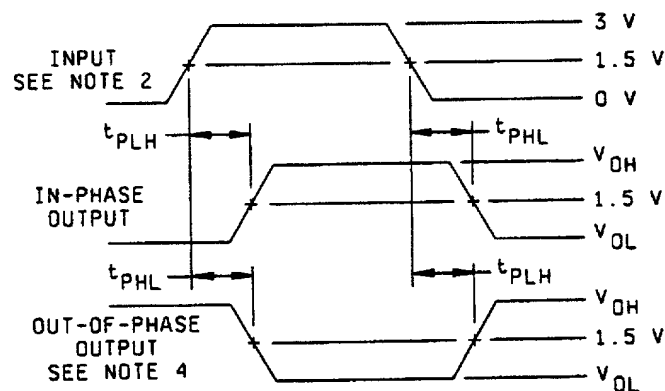 3 V
INPUT
SEE NOTE 2
1.5 V
0 V
tPLH
tPHL
VOH
IN-PHASE
OUTPUT
1.5 V
VOL
tPHL
tPLH
VOH
OUT-OF-PHASE
OUTPUT
SEE NOTE 4
1.5 V
VOL